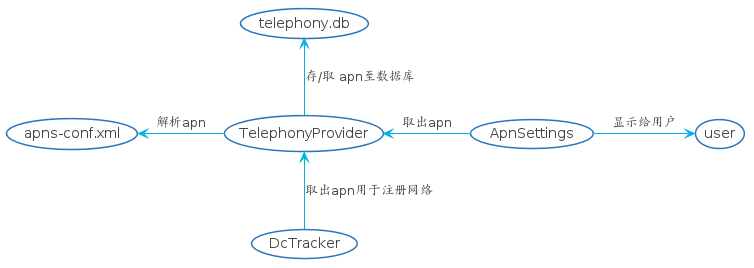 telephony.db
存/取 apn至数据库
apns-conf.xml
解析apn
TelephonyProvider
取出apn
ApnSettings
显示给用户
user
取出apn用于注册网络
DcTracker